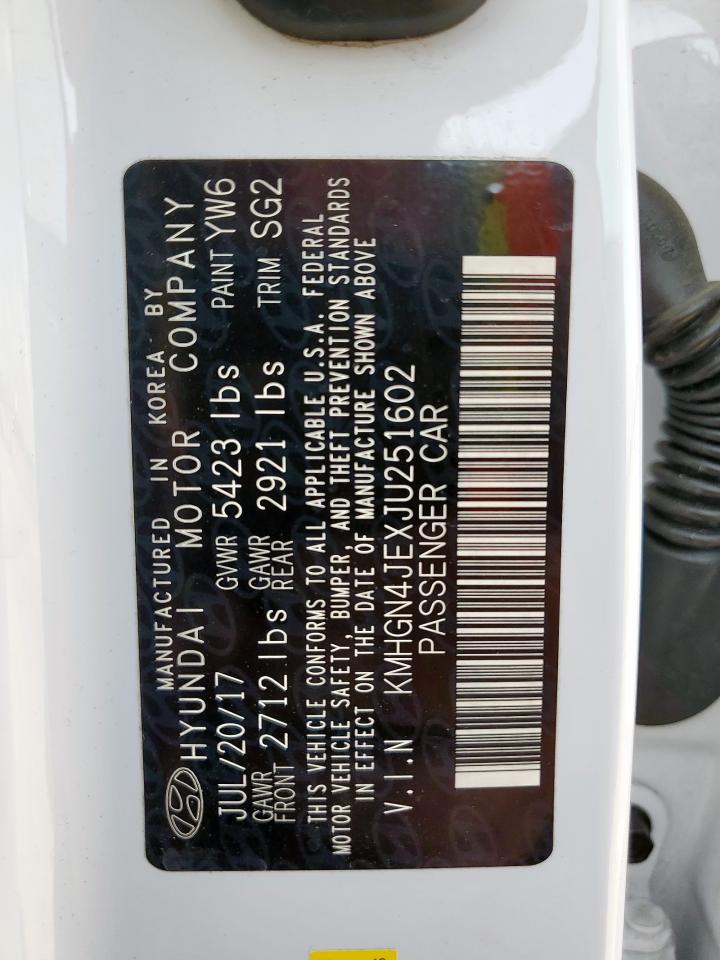 MANUFACTURED IN KOREA BY
HYUNDAI MOTOR COMPANY
JUL/20/17 GVWR 5423 lbs PAINT YW6
GAWR FRONT 2712 lbs GAWR REAR 2921 lbs TRIM SG2
THIS VEHICLE CONFORMS TO ALL APPLICABLE U.S.A. FEDERAL
MOTOR VEHICLE SAFETY, BUMPER, AND THEFT PREVENTION STANDARDS
IN EFFECT ON THE DATE OF MANUFACTURE SHOWN ABOVE
V.I.N KMHGN4JEXJU251602
PASSENGER CAR